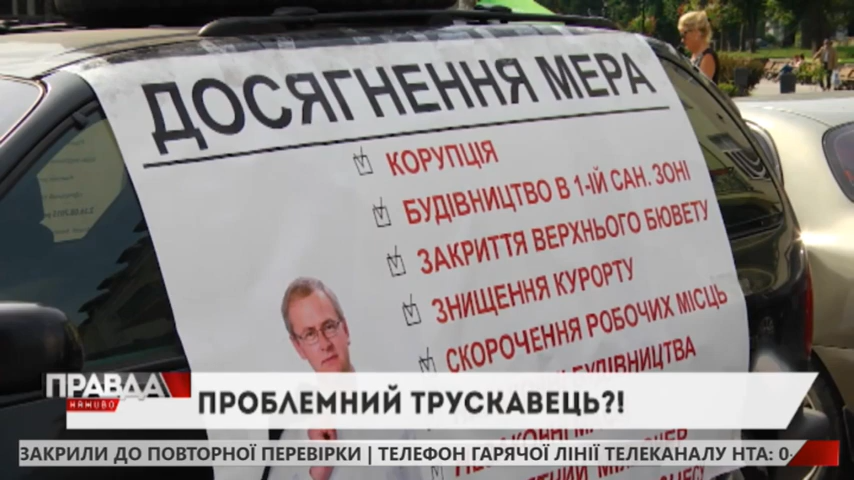 ДОСЯГНЕННЯ МЕРА
КОРУПЦІЯ
БУДІВНИЦТВО В 1-ІЙ САН. ЗОНІ
ЗАКРИТТЯ ВЕРХНЬОГО БЮВЕТУ
ЗНИЩЕННЯ КУРОРТУ
СКОРОЧЕННЯ РОБОЧИХ МІСЦЬ
БУДІВНИЦТВА
ПРАВДА
НАЖИВО
ПРОБЛЕМНИЙ ТРУСКАВЕЦЬ?!
ЗАКРИЛИ ДО ПОВТОРНОЇ ПЕРЕВІРКИ | ТЕЛЕФОН ГАРЯЧОЇ ЛІНІЇ ТЕЛЕКАНАЛУ НТА: 0-